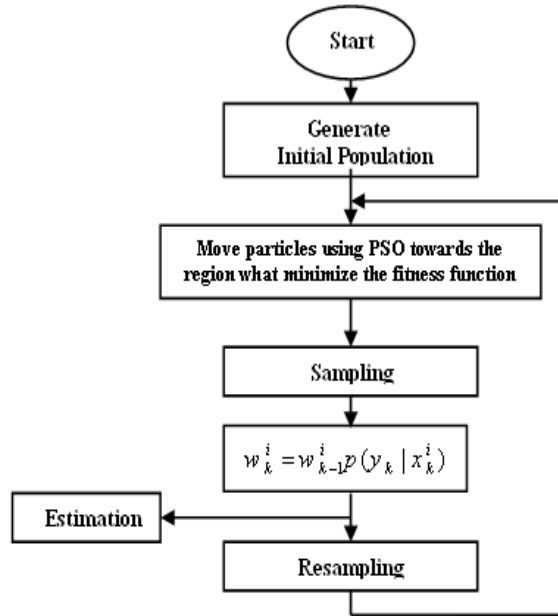 Start
Generate
Initial Population
Move particles using PSO towards the
region what minimize the fitness function
Sampling
w_k^i = w_{k-1}^i p(y_k | x_k^i)
Estimation
Resampling